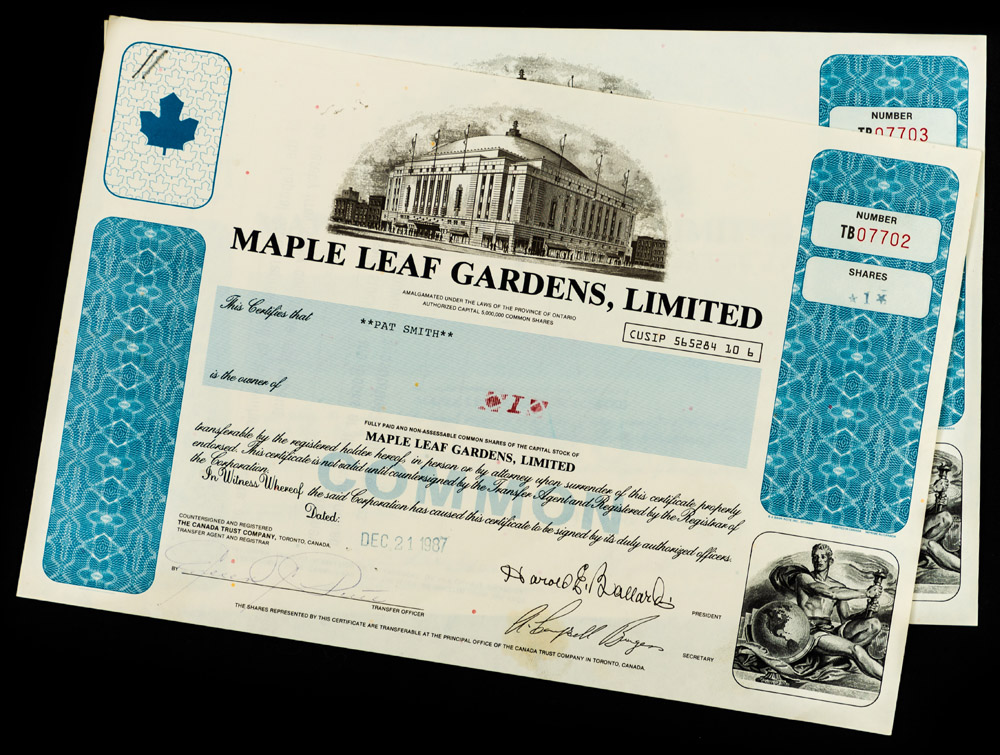 NUMBER
TB07703
NUMBER
TB07702
SHARES
*1*
MAPLE LEAF GARDENS, LIMITED
AMALGAMATED UNDER THE LAWS OF THE PROVINCE OF ONTARIO
AUTHORIZED CAPITAL 5,000,000 COMMON SHARES
CUSIP 565284 10 6
This Certifies that
**PAT SMITH**
is the owner of
*1*
FULLY PAID AND NON-ASSESSABLE COMMON SHARES OF THE CAPITAL STOCK OF
MAPLE LEAF GARDENS, LIMITED
COMMON
transferable by the registered holder hereof, in person or by attorney upon surrender of this certificate properly
endorsed. This certificate is not valid until countersigned by the Transfer Agent and Registered by the Registrar of
the Corporation.
In Witness Whereof the said Corporation has caused this certificate to be signed by its duly authorized officers.
Dated:
DEC 21 1987
COUNTERSIGNED AND REGISTERED
THE CANADA TRUST COMPANY, TORONTO, CANADA.
TRANSFER AGENT AND REGISTRAR
BY
TRANSFER OFFICER
Harold E. Ballard
PRESIDENT
SECRETARY
THE SHARES REPRESENTED BY THIS CERTIFICATE ARE TRANSFERABLE AT THE PRINCIPAL OFFICE OF THE CANADA TRUST COMPANY IN TORONTO, CANADA.